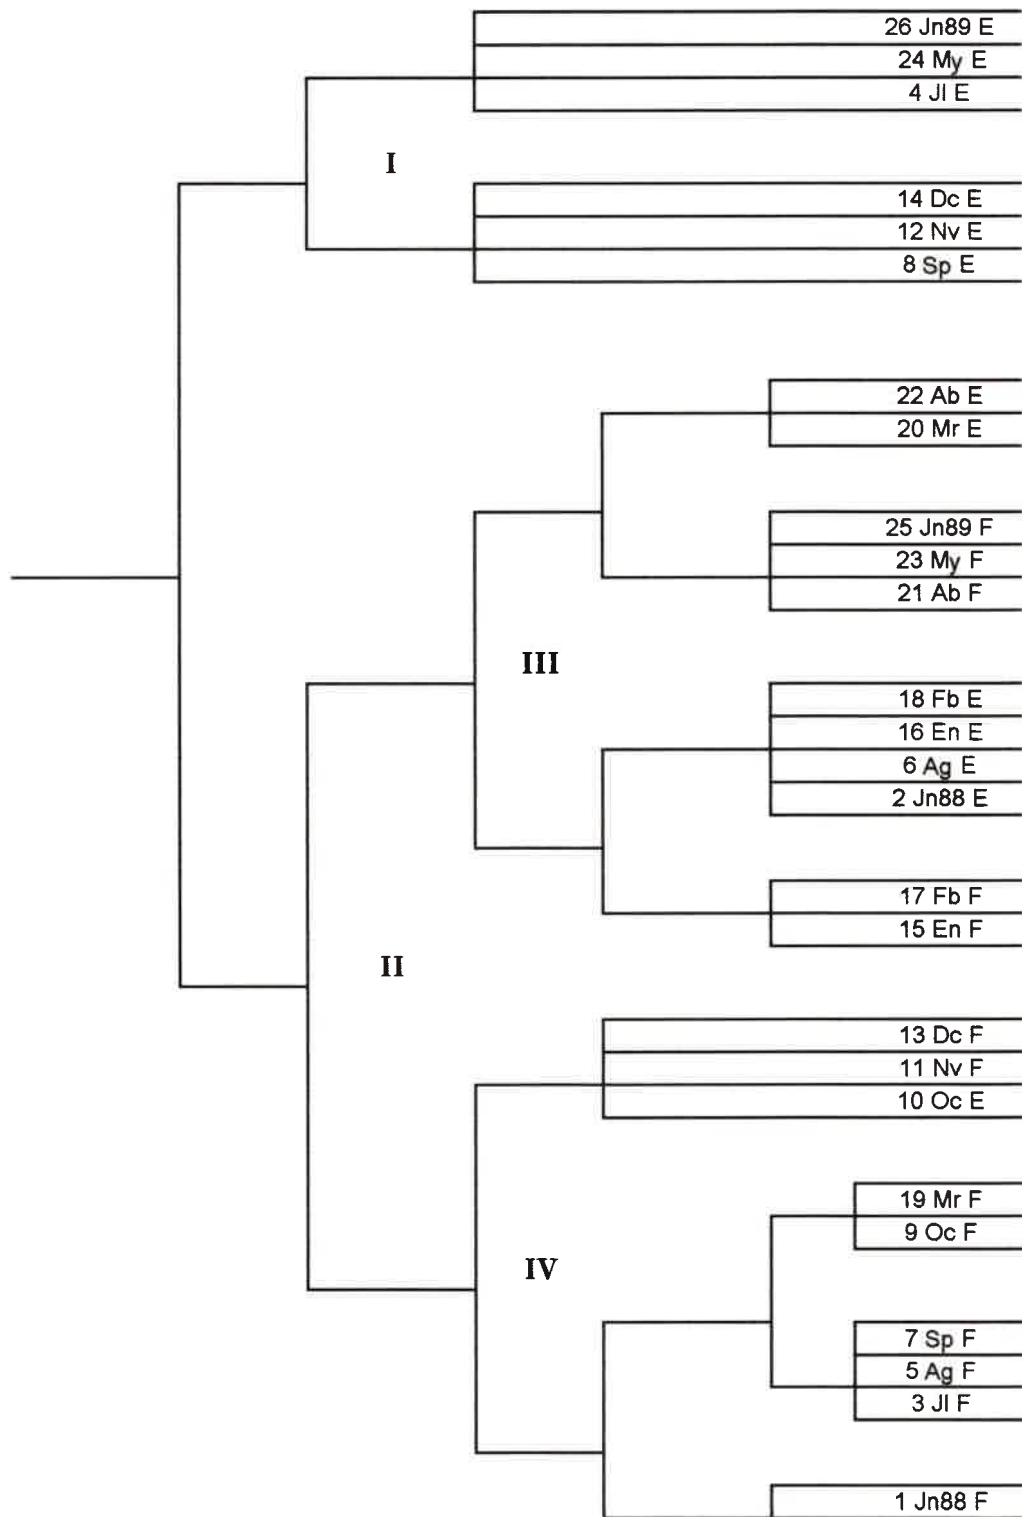 26 Jn89 E
24 My E
4 Jl E
I
14 Dc E
12 Nv E
8 Sp E
22 Ab E
20 Mr E
25 Jn89 F
23 My F
21 Ab F
III
18 Fb E
16 En E
6 Ag E
2 Jn88 E
17 Fb F
15 En F
II
13 Dc F
11 Nv F
10 Oc E
19 Mr F
9 Oc F
IV
7 Sp F
5 Ag F
3 Jl F
1 Jn88 F